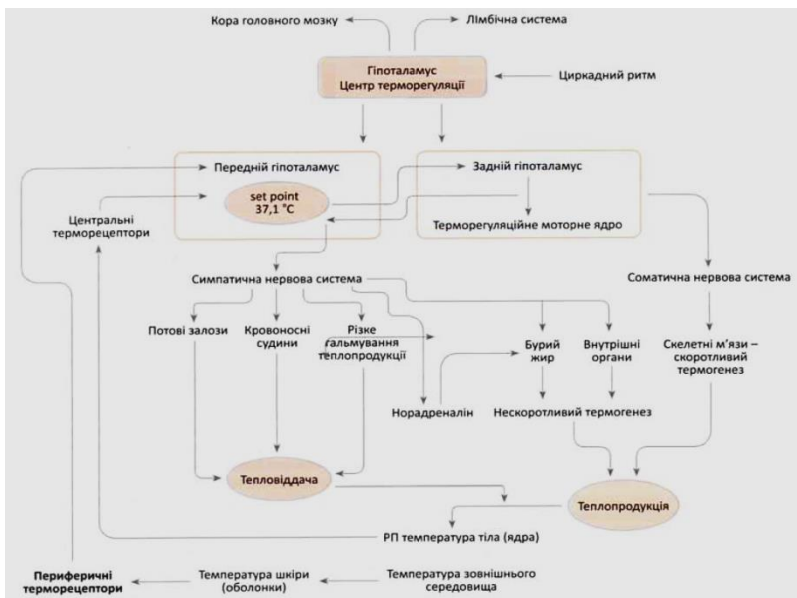 Кора головного мозку
Лімбічна система
Гіпоталамус
Центр терморегуляції
Циркадний ритм
Передній гіпоталамус
Задній гіпоталамус
set point
37,1 °C
Центральні
терморецептори
Терморегуляційне моторне ядро
Симпатична нервова система
Соматична нервова система
Потові залози
Кровоносні
судини
Різке
гальмування
теплопродукції
Бурий
жир
Внутрішні
органи
Скелетні м’язи –
скоротливий
термогенез
Норадреналін
Нескоротливий термогенез
Тепловіддача
Теплопродукція
РП температура тіла (ядра)
Периферичні
терморецептори
Температура шкіри
(оболонки)
Температура зовнішнього
середовища